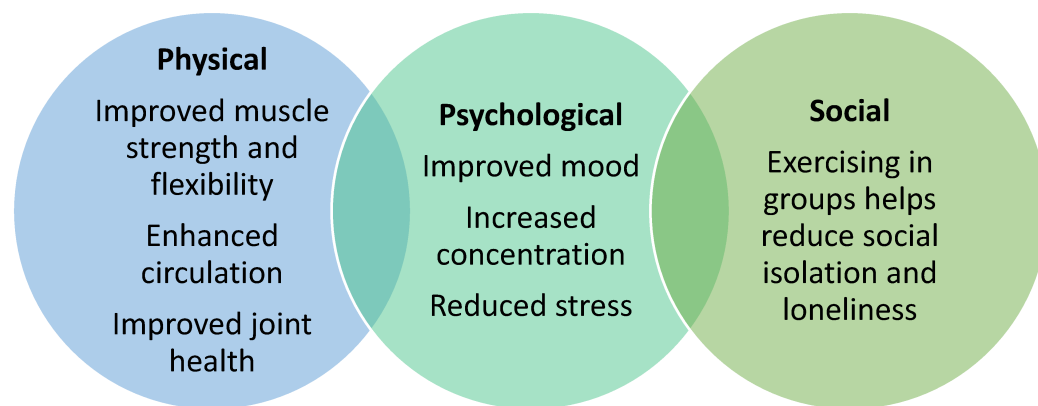 Physical
Improved muscle
strength and
flexibility
Enhanced
circulation
Improved joint
health
Psychological
Improved mood
Increased
concentration
Reduced stress
Social
Exercising in
groups helps
reduce social
isolation and
loneliness